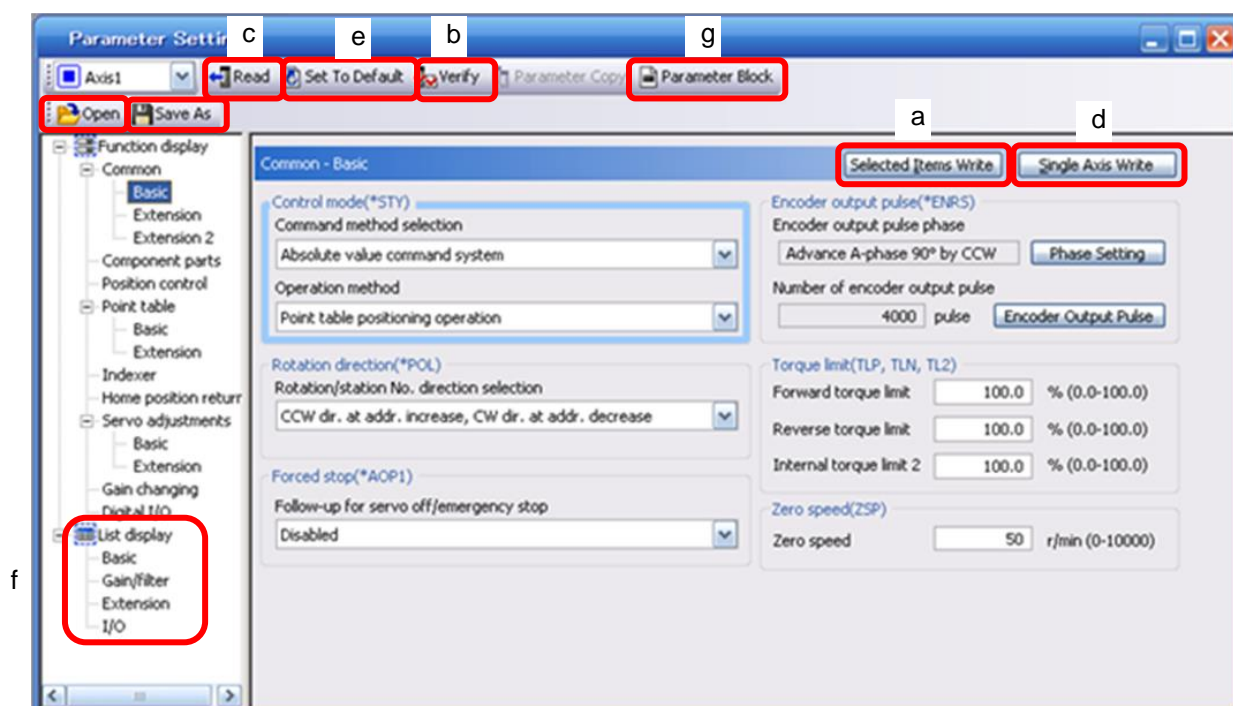 Parameter Settin
c
e
b
g
Axis1
Read
Set To Default
Verify
Parameter Copy
Parameter Block
Open
Save As
a
d
Function display
Common
Basic
Extension
Extension 2
Component parts
Position control
Point table
Basic
Extension
Indexer
Home position returr
Servo adjustments
Basic
Extension
Gain changing
Digital I/O
f
List display
Basic
Gain/filter
Extension
I/O
Common - Basic
Selected Items Write
Single Axis Write
Control mode(*STY)
Command method selection
Absolute value command system
Operation method
Point table positioning operation
Rotation direction(*POL)
Rotation/station No. direction selection
CCW dir. at addr. increase, CW dir. at addr. decrease
Forced stop(*AOP1)
Follow-up for servo off/emergency stop
Disabled
Encoder output pulse(*ENRS)
Encoder output pulse phase
Advance A-phase 90° by CCW
Phase Setting
Number of encoder output pulse
4000 pulse
Encoder Output Pulse
Torque limit(TLP, TLN, TL2)
Forward torque limit 100.0 % (0.0-100.0)
Reverse torque limit 100.0 % (0.0-100.0)
Internal torque limit 2 100.0 % (0.0-100.0)
Zero speed(ZSP)
Zero speed 50 r/min (0-10000)